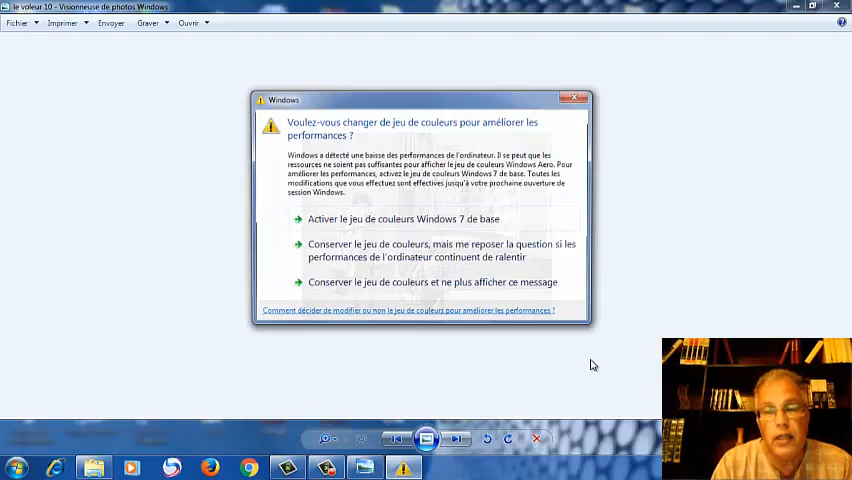 le voleur 10 - Visionneuse de photos Windows
Fichier Imprimer Envoyer Graver Ouvrir
Windows
Voulez-vous changer de jeu de couleurs pour améliorer les
performances ?
Windows a détecté une baisse des performances de l'ordinateur. Il se peut que les
ressources ne soient pas suffisantes pour afficher le jeu de couleurs Windows Aero. Pour
améliorer les performances, activez le jeu de couleurs Windows 7 de base. Toutes les
modifications que vous effectuez sont effectives jusqu'à votre prochaine ouverture de
session Windows.
Activer le jeu de couleurs Windows 7 de base
Conserver le jeu de couleurs, mais me reposer la question si les
performances de l'ordinateur continuent de ralentir
Conserver le jeu de couleurs et ne plus afficher ce message
Comment décider de modifier ou non le jeu de couleurs pour améliorer les performances ?